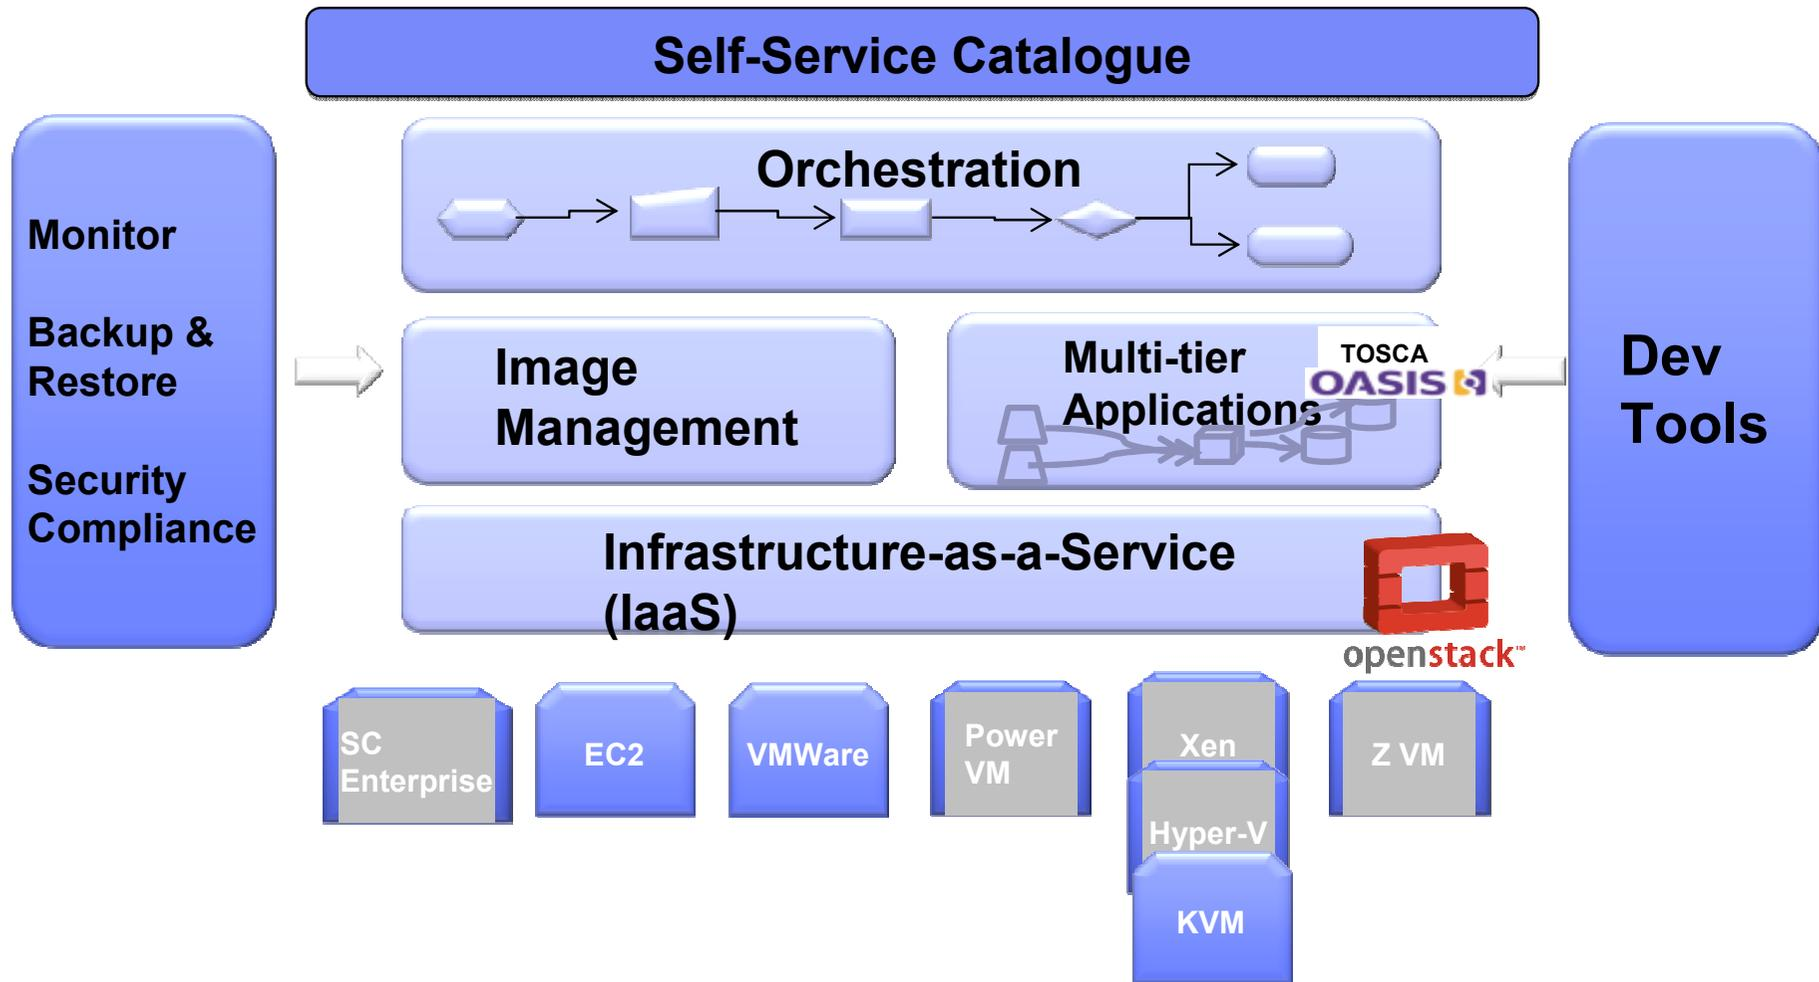 Self-Service Catalogue
Monitor
Backup &
Restore
Security
Compliance
Orchestration
Image
Management
Multi-tier
Applications
TOSCA
OASIS
Dev
Tools
Infrastructure-as-a-Service
(IaaS)
openstack™
SC
Enterprise
EC2
VMWare
Power
VM
Xen
Hyper-V
KVM
Z VM